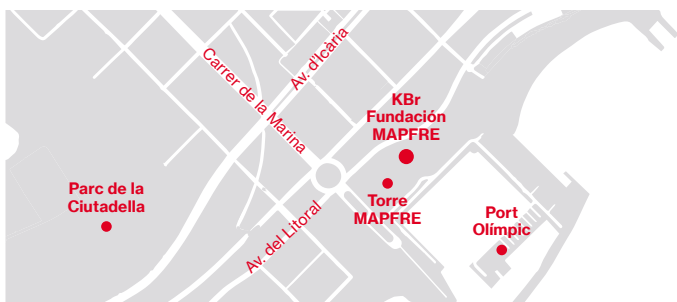 Carrer de la Marina
Av. d'Icària
KBr
Fundación
MAPFRE
Parc de la
Ciutadella
Torre
MAPFRE
Port
Olímpic
Av. del Litoral